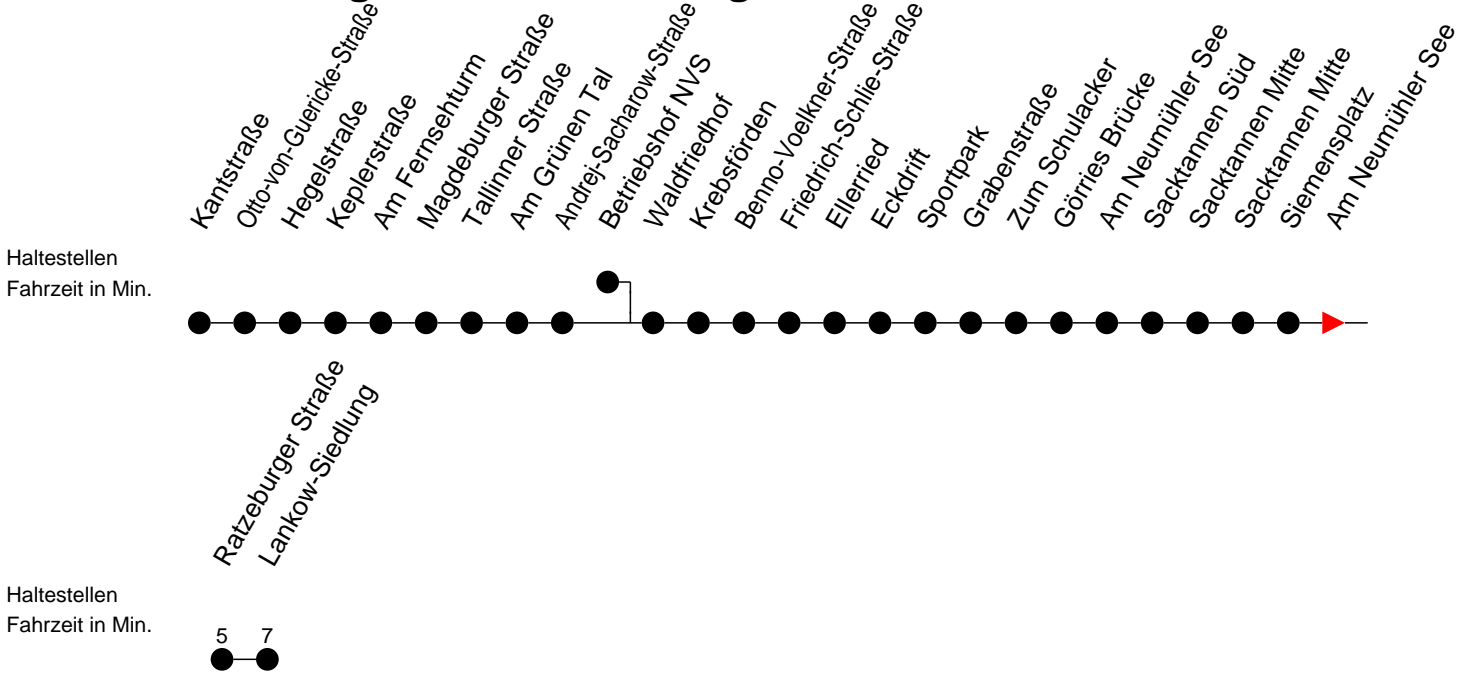 Kantstraße
Otto-von-Guericke-Straße
Hegelstraße
Keplerstraße
Am Fernsehturm
Magdeburger Straße
Tallinner Straße
Am Grünen Tal
Andrej-Sacharow-Straße
Betriebshof NVS
Waldfriedhof
Krebsförden
Benno-Voelkner-Straße
Friedrich-Schlie-Straße
Ellerried
Eckdrift
Sportpark
Grabenstraße
Zum Schulacker
Görries Brücke
Am Neumühler See
Sacktannen Süd
Sacktannen Mitte
Sacktannen Mitte
Siemensplatz
Am Neumühler See
Haltestellen
Fahrzeit in Min.
Ratzeburger Straße
Lankow-Siedlung
Haltestellen
Fahrzeit in Min.
5 7